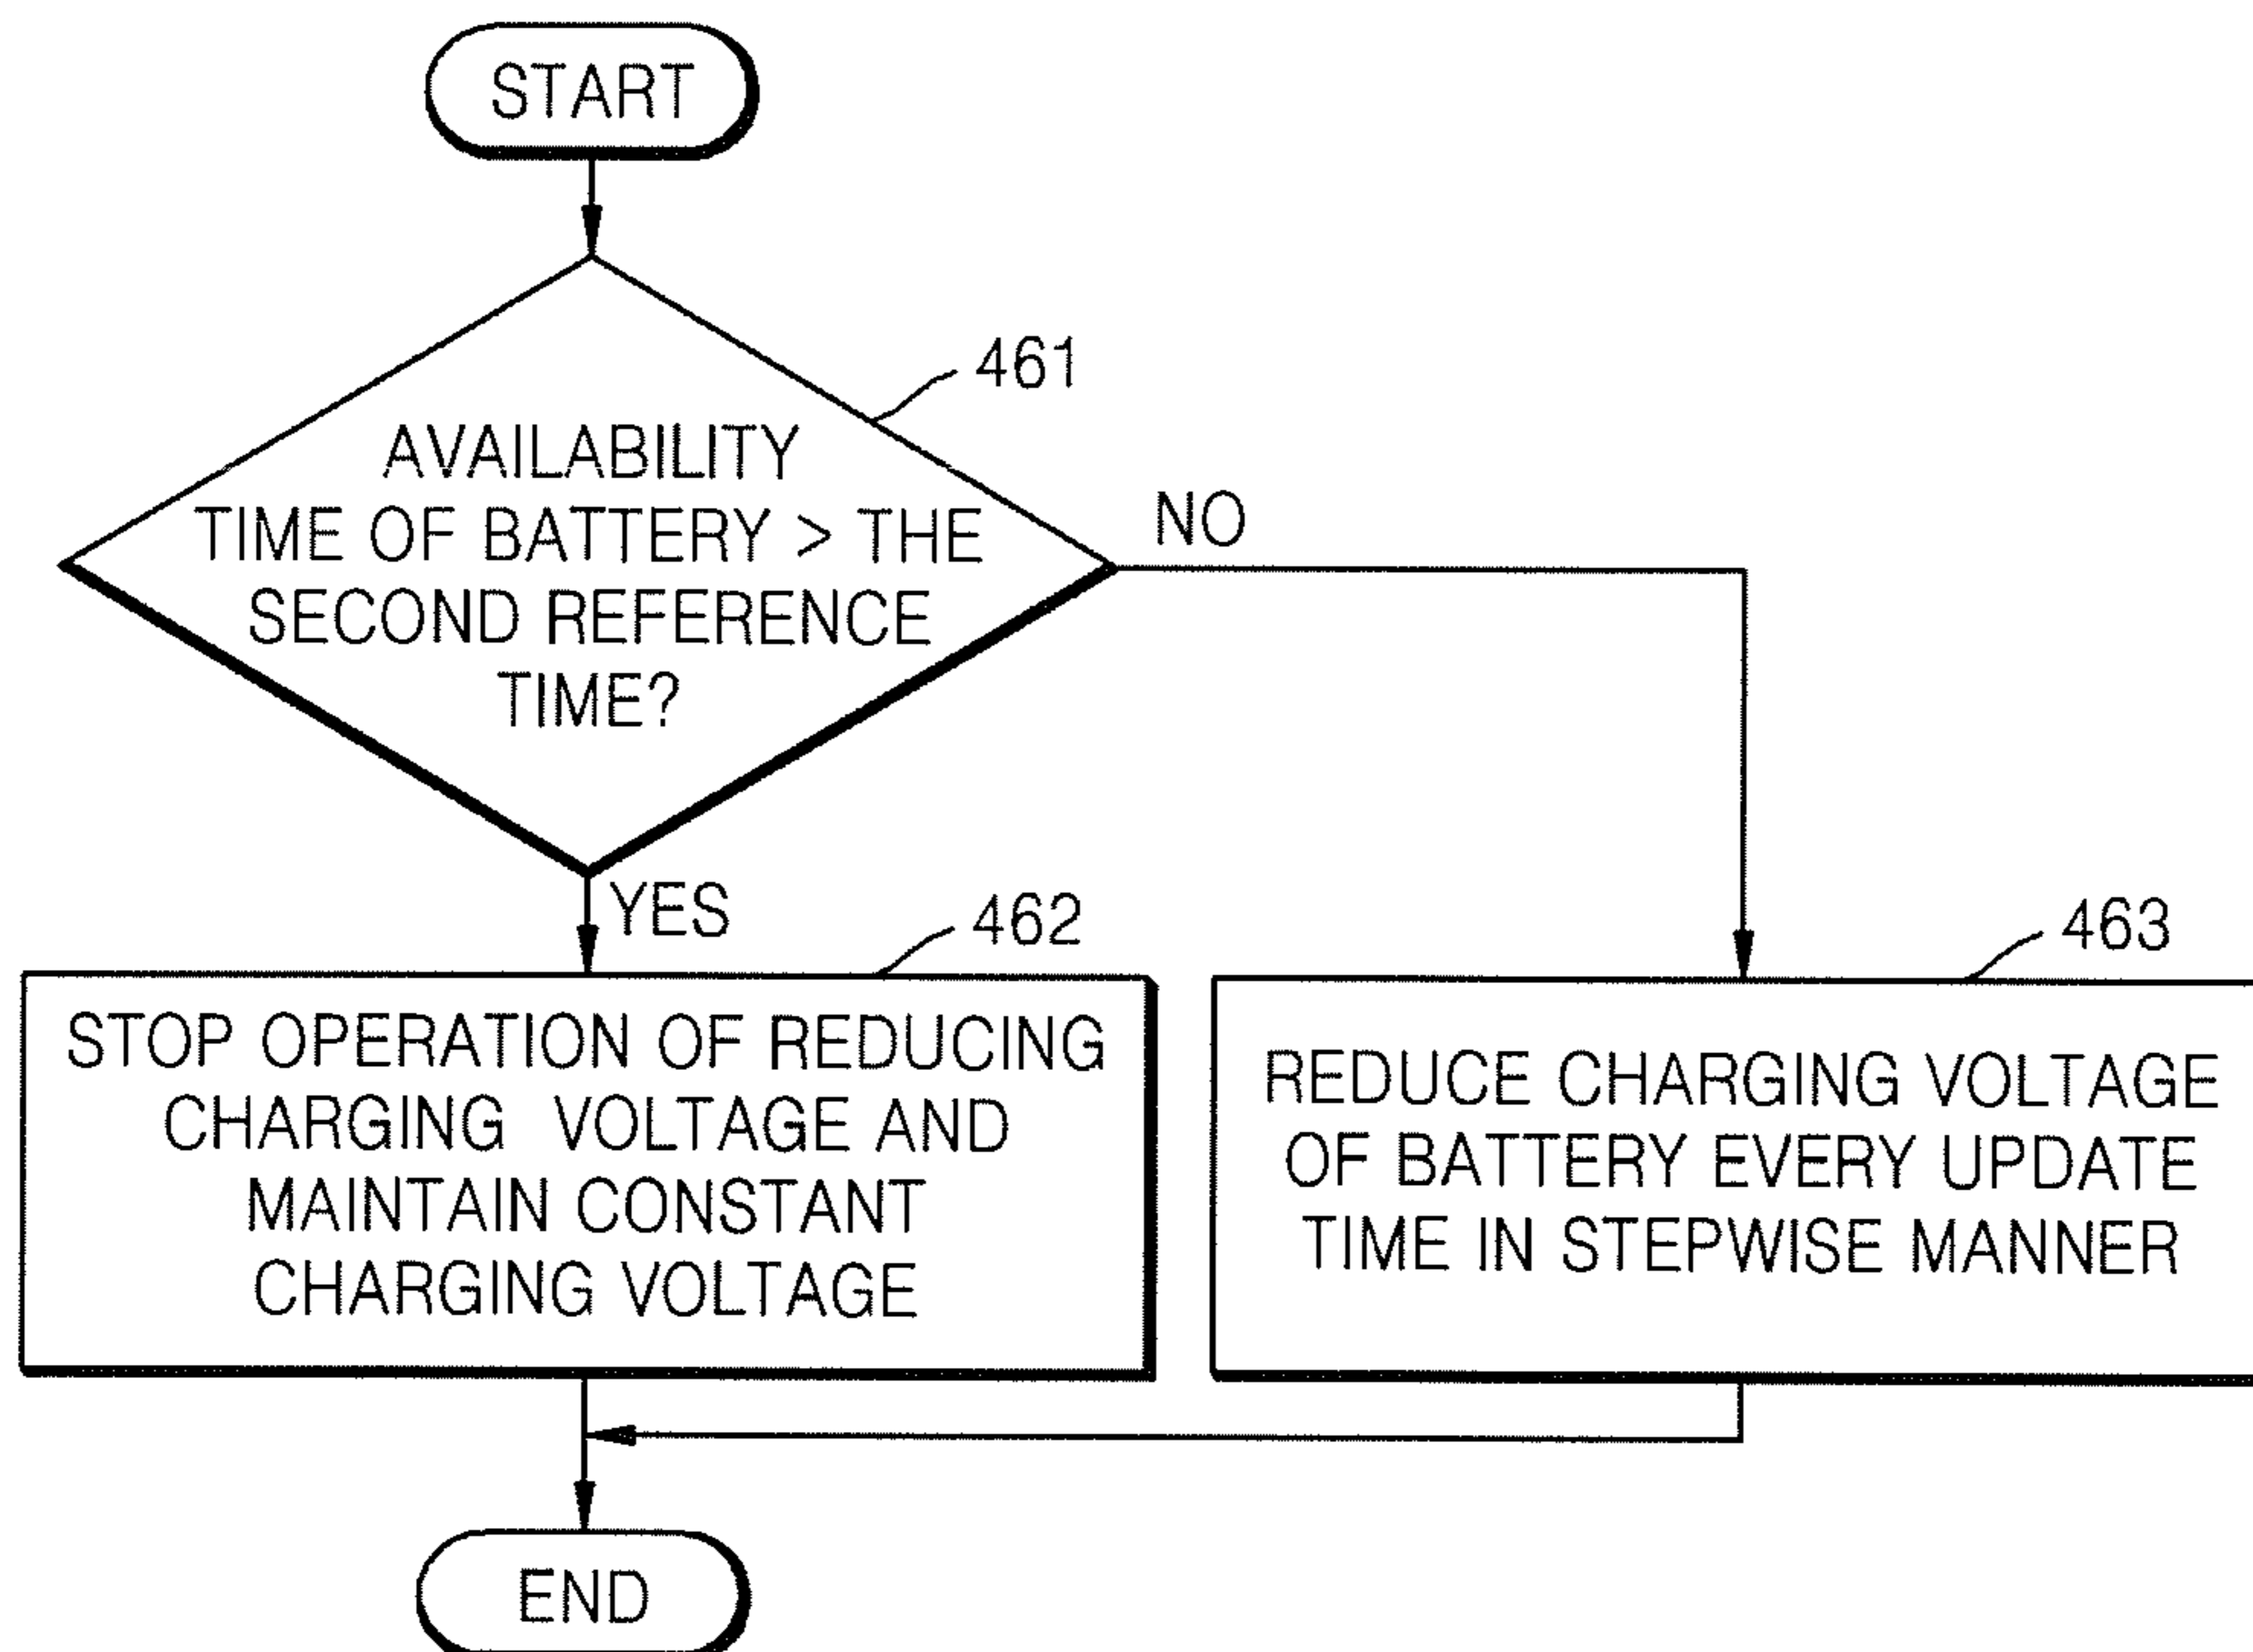 START
461
AVAILABILITY
TIME OF BATTERY > THE
SECOND REFERENCE
TIME?
NO
YES
462
STOP OPERATION OF REDUCING
CHARGING VOLTAGE AND
MAINTAIN CONSTANT
CHARGING VOLTAGE
463
REDUCE CHARGING VOLTAGE
OF BATTERY EVERY UPDATE
TIME IN STEPWISE MANNER
END